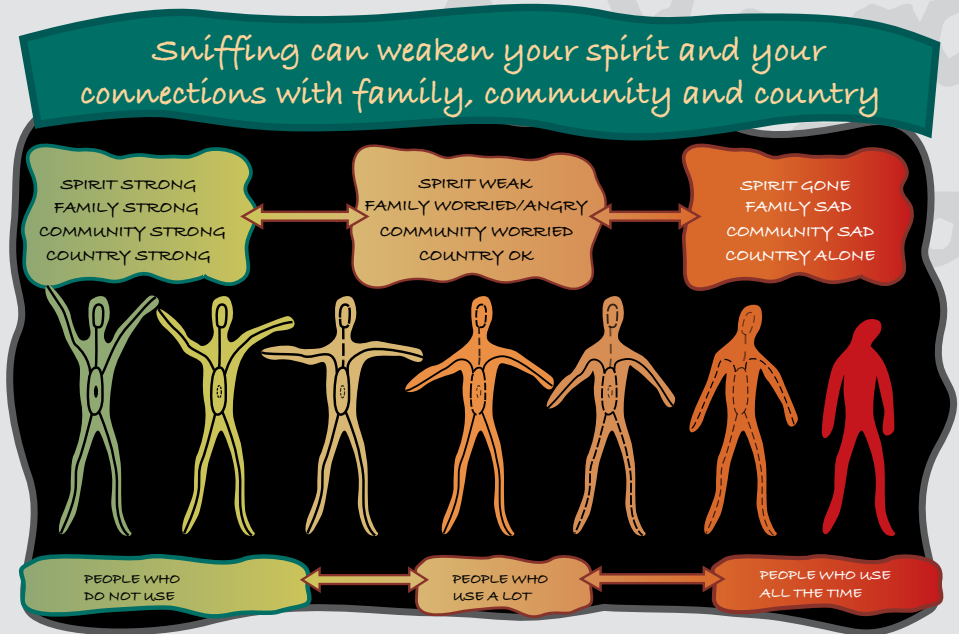 Sniffing can weaken your spirit and your
connections with family, community and country
SPIRIT STRONG
FAMILY STRONG
COMMUNITY STRONG
COUNTRY STRONG
SPIRIT WEAK
FAMILY WORRIED/ANGRY
COMMUNITY WORRIED
COUNTRY OK
SPIRIT GONE
FAMILY SAD
COMMUNITY SAD
COUNTRY ALONE
PEOPLE WHO
DO NOT USE
PEOPLE WHO
USE A LOT
PEOPLE WHO USE
ALL THE TIME